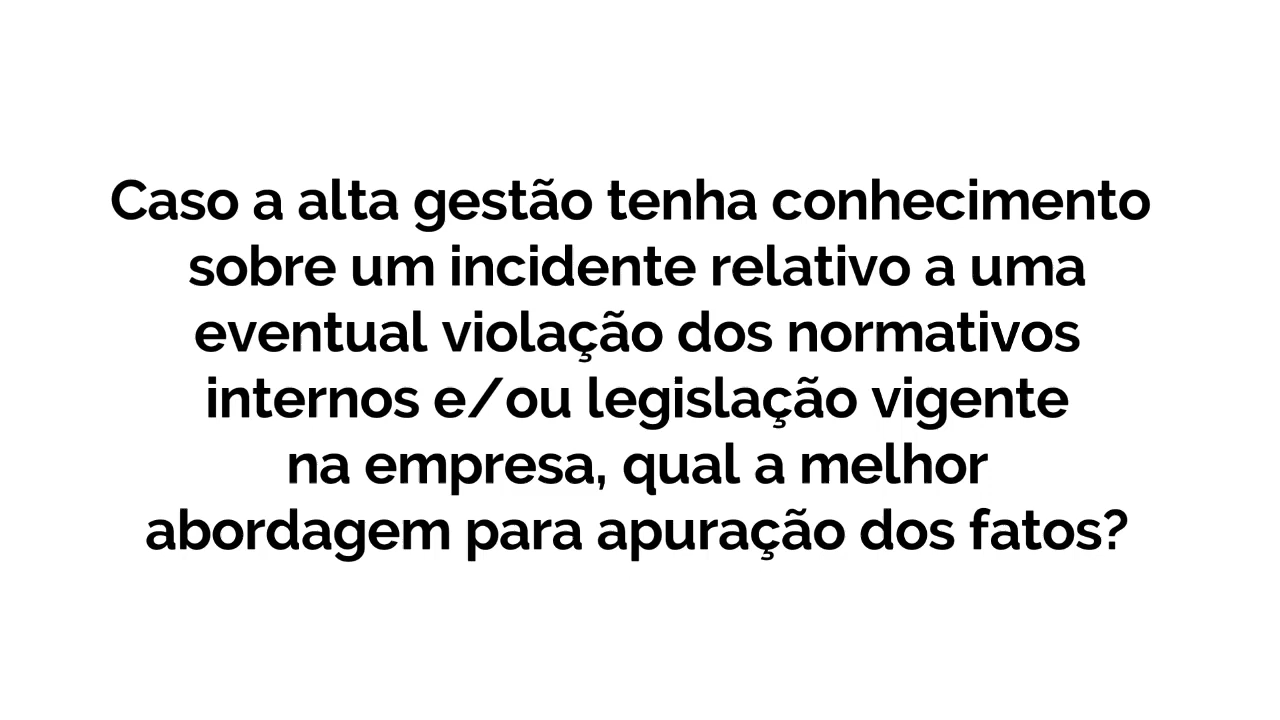 Caso a alta gestão tenha conhecimento
sobre um incidente relativo a uma
eventual violação dos normativos
internos e/ou legislação vigente
na empresa, qual a melhor
abordagem para apuração dos fatos?